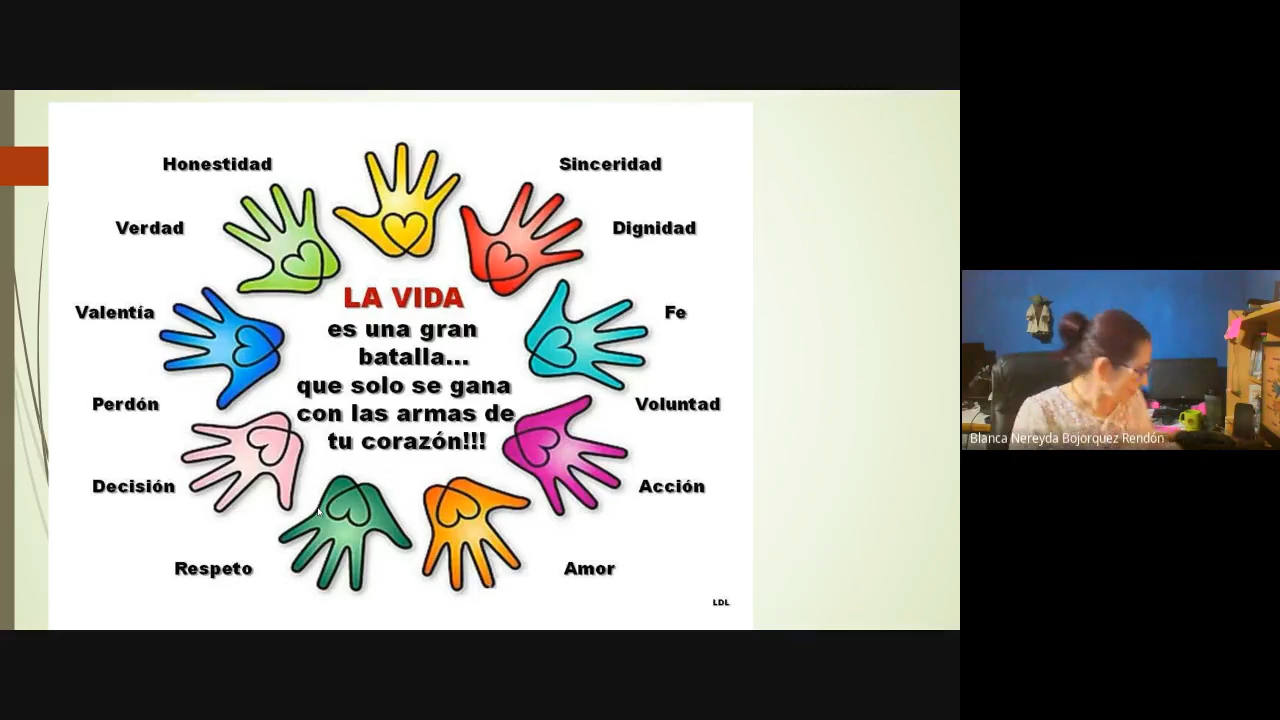 Honestidad
Sinceridad
Verdad
Dignidad
Valentía
Fe
LA VIDA
es una gran
batalla...
que solo se gana
con las armas de
tu corazón!!!
Perdón
Voluntad
Decisión
Acción
Respeto
Amor
LDL
Blanca Nereyda Bojorquez Rendón